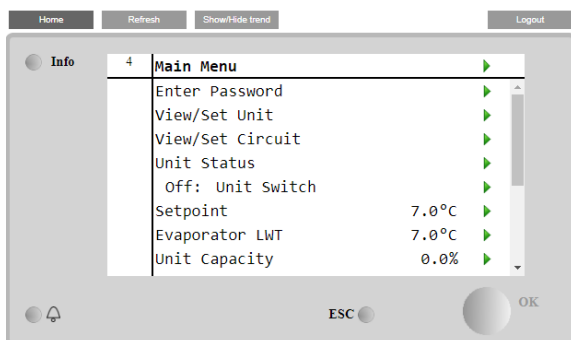 Home Refresh Show/Hide trend Logout
Info
4 Main Menu
Enter Password
View/Set Unit
View/Set Circuit
Unit Status
Off: Unit Switch
Setpoint 7.0°C
Evaporator LWT 7.0°C
Unit Capacity 0.0%
ESC OK